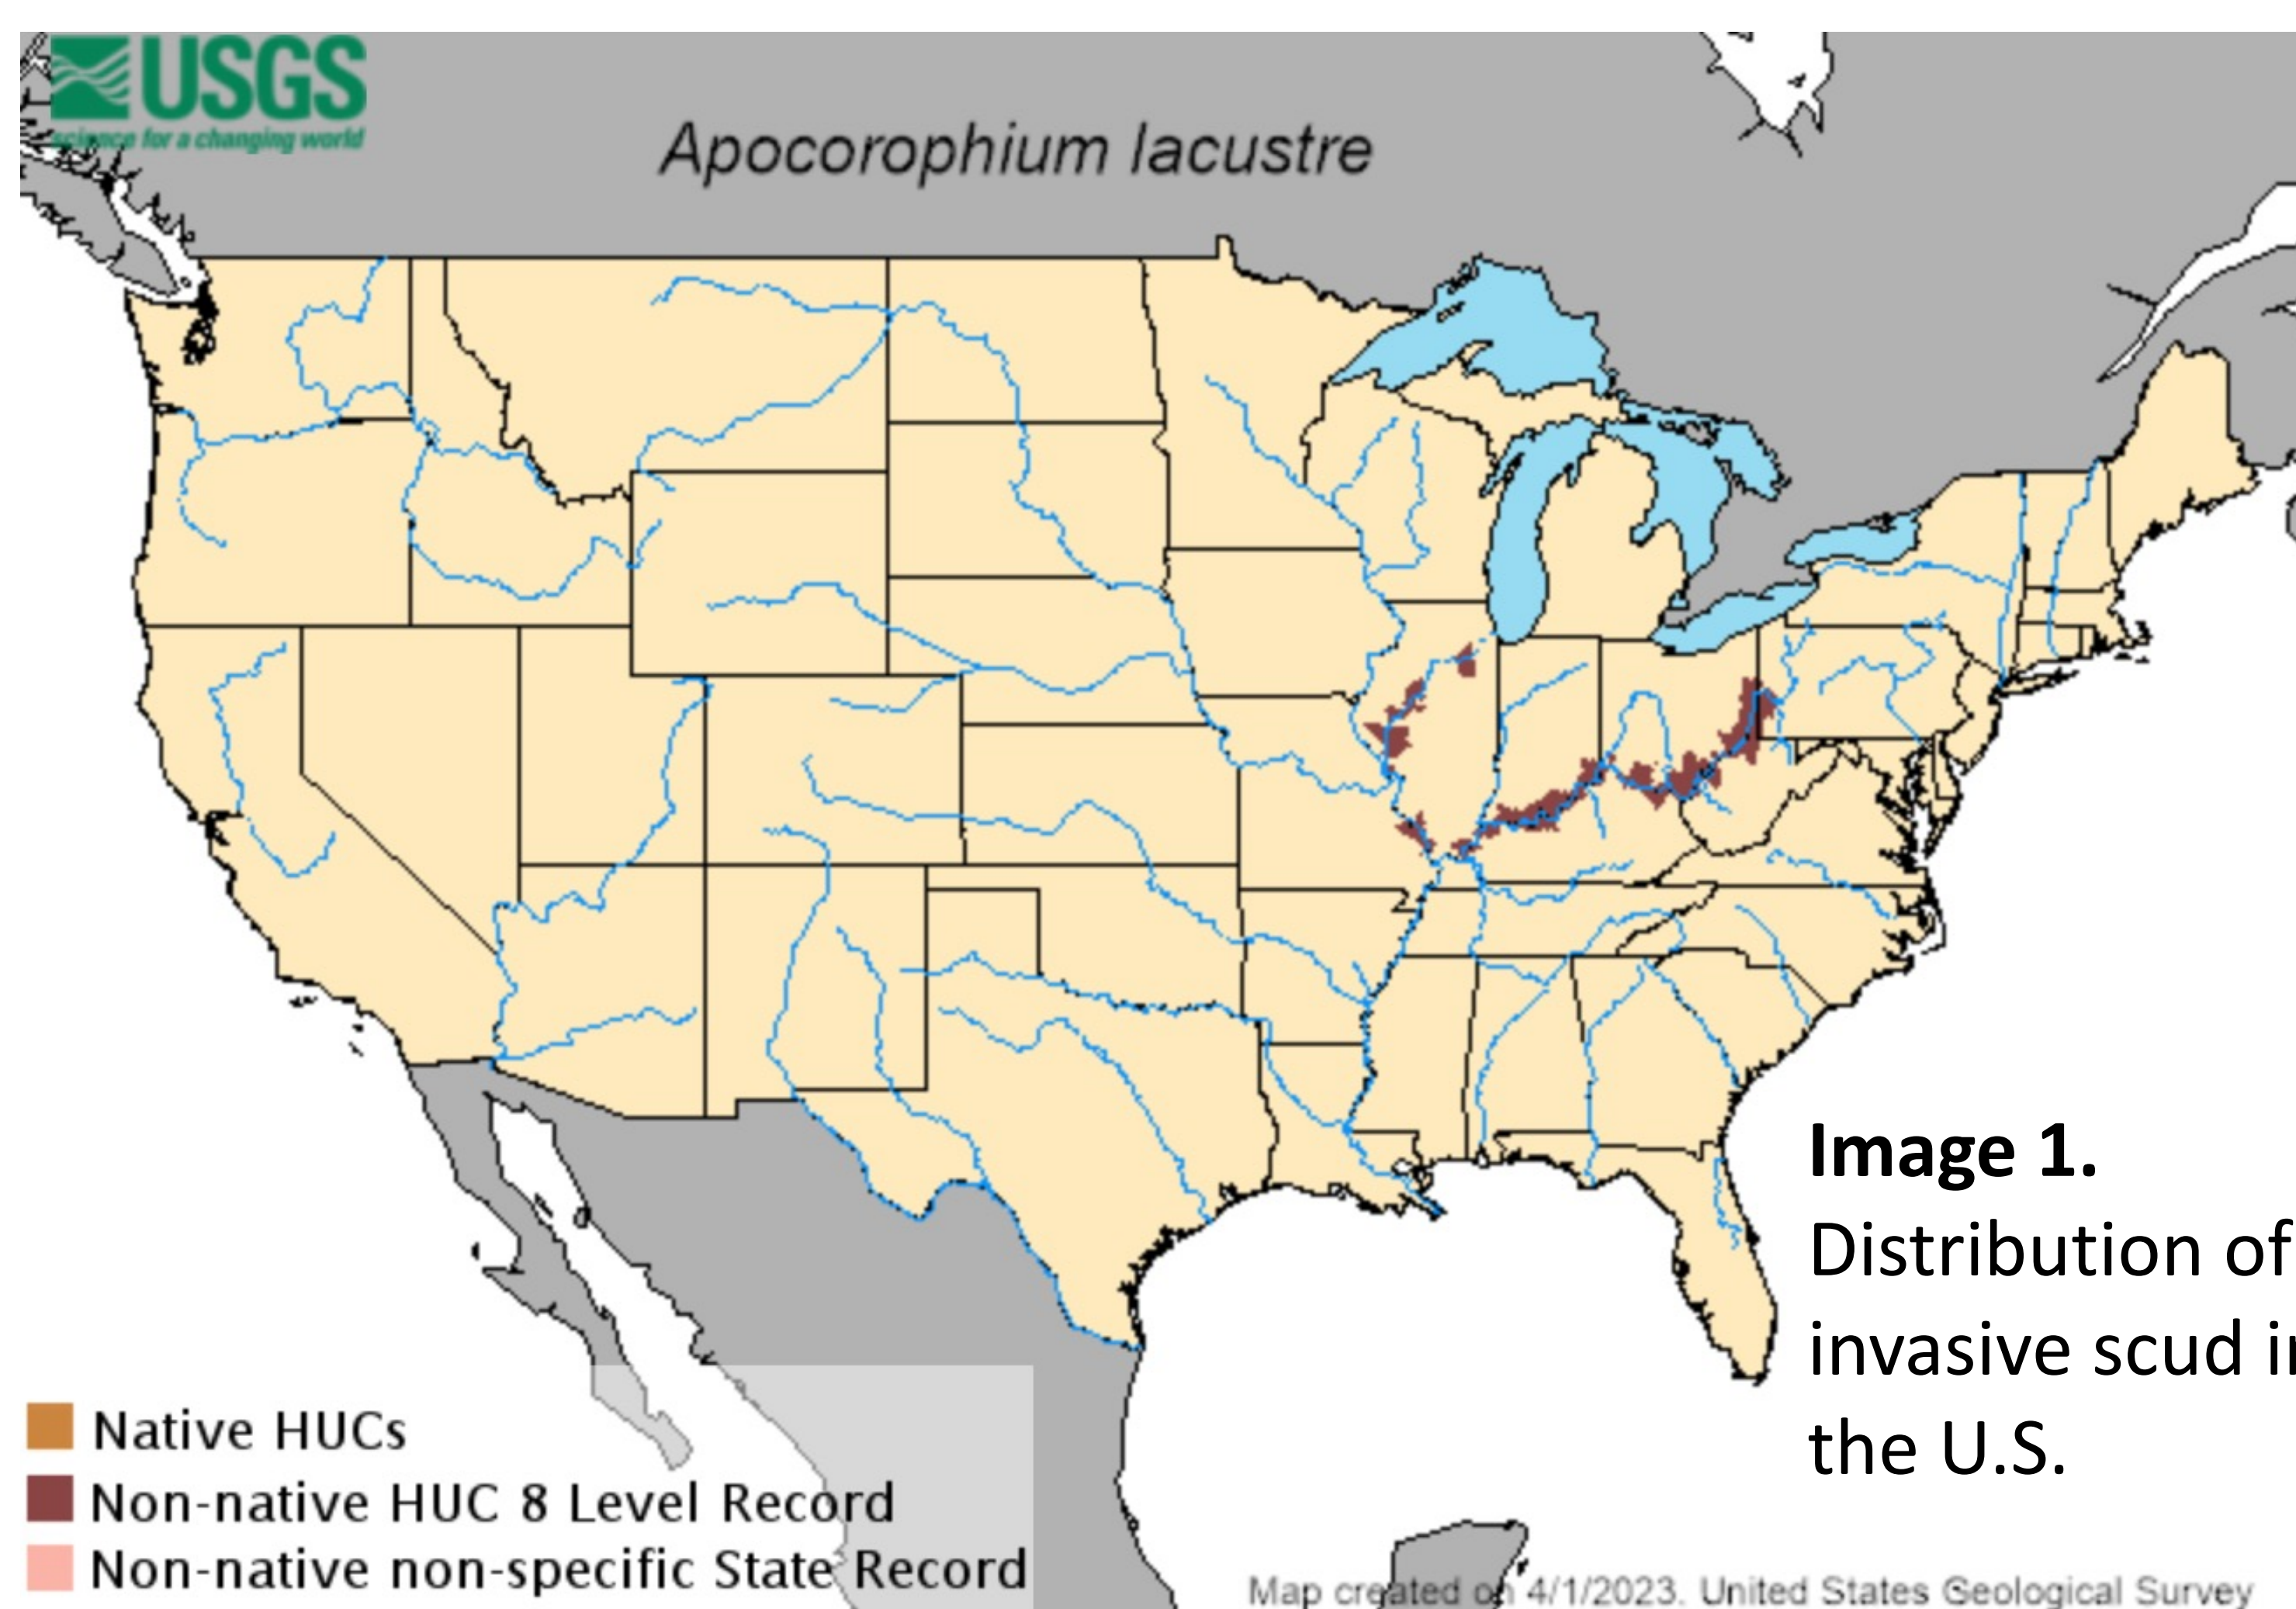 USGS
science for a changing world
Apocorophium lacustre
Image 1.
Distribution of
invasive scud in
the U.S.
Native HUCs
Non-native HUC 8 Level Record
Non-native non-specific State Record
Map created on 4/1/2023. United States Geological Survey